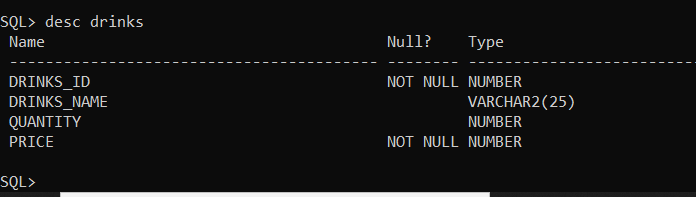 SQL> desc drinks
Name Null? Type
----------------------------------------- -------- ----------------------------
DRINKS_ID NOT NULL NUMBER
DRINKS_NAME VARCHAR2(25)
QUANTITY NUMBER
PRICE NOT NULL NUMBER
SQL>